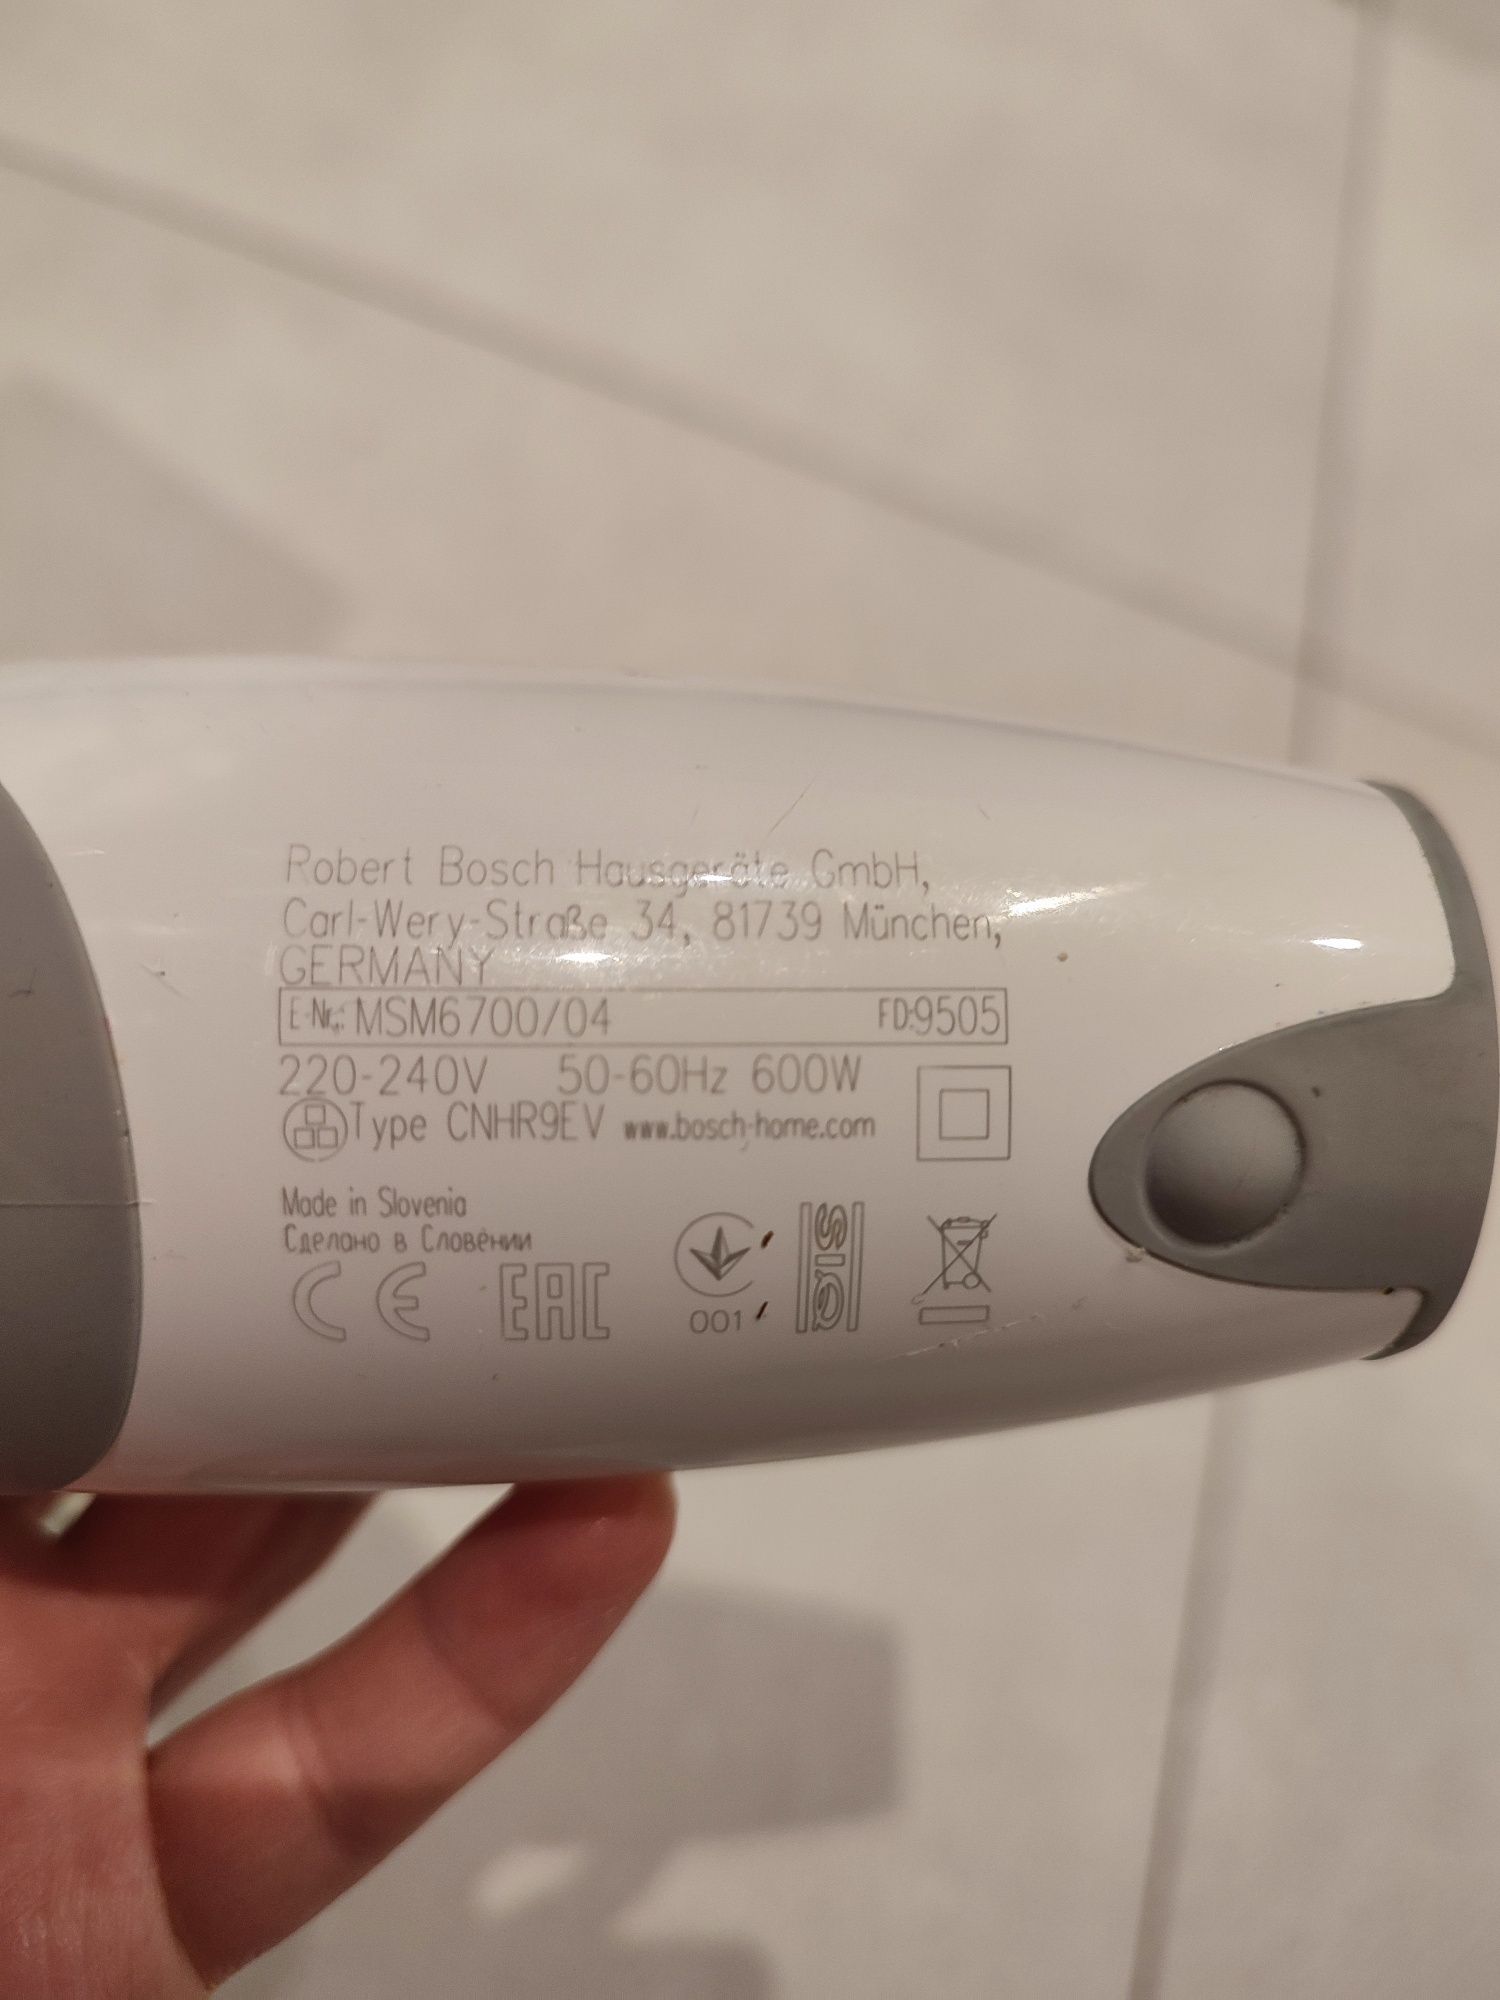 Robert Bosch Hausgeräte GmbH,
Carl-Wery-Straße 34, 81739 München,
GERMANY
E-Nr.: MSM6700/04 FD:9505
220-240V 50-60Hz 600W
Type CNHR9EV www.bosch-home.com
Made in Slovenia
Сделано в Словении
CE EAC 001 SIQ